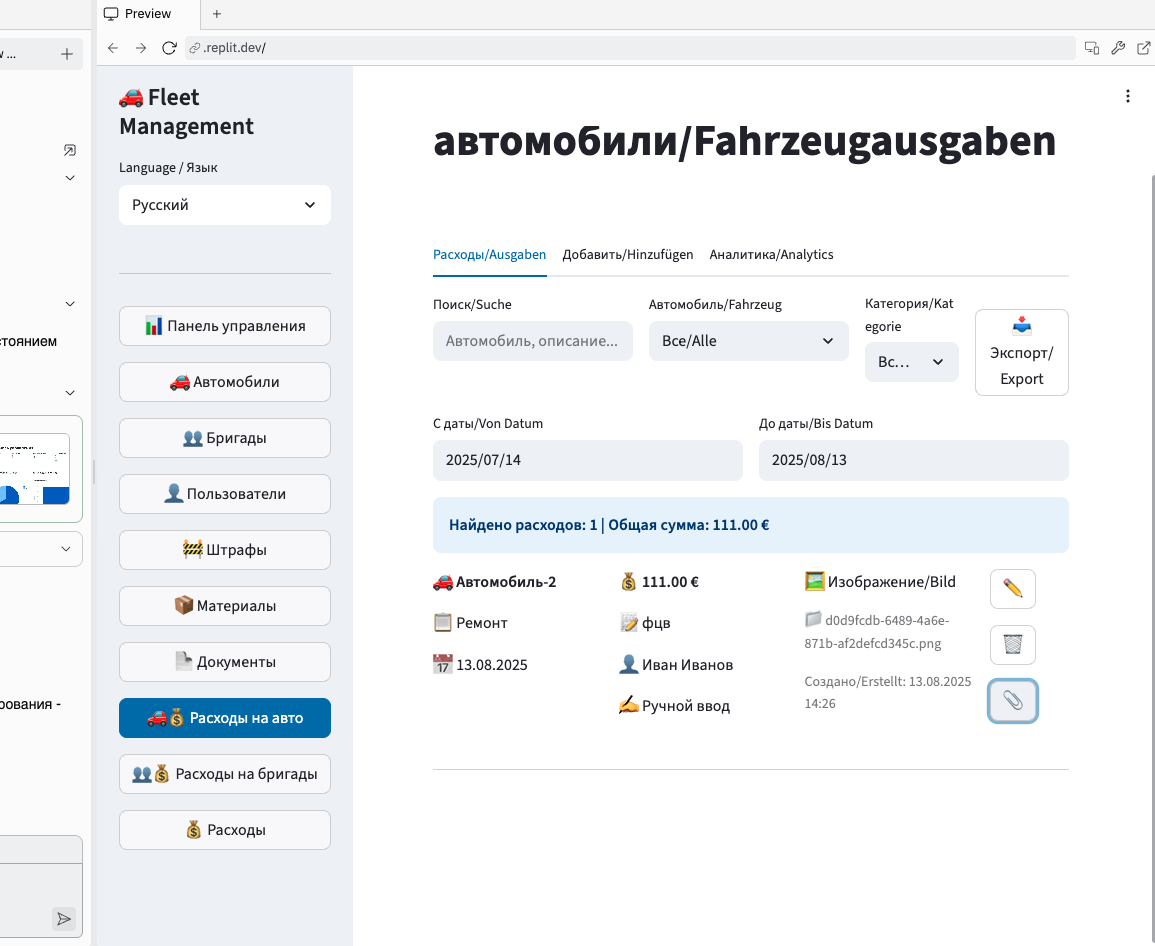 Preview
w ...
.replit.dev/
Fleet
Management
Language / Язык
Русский
Панель управления
Автомобили
Бригады
Пользователи
Штрафы
Материалы
Документы
Расходы на авто
Расходы на бригады
Расходы
стоянием
рования -
автомобили/Fahrzeugausgaben
Расходы/Ausgaben
Добавить/Hinzufügen
Аналитика/Analytics
Поиск/Suche
Автомобиль, описание...
Автомобиль/Fahrzeug
Все/Alle
Категория/Kat
egorie
Вс...
Экспорт/
Export
С даты/Von Datum
2025/07/14
До даты/Bis Datum
2025/08/13
Найдено расходов: 1 | Общая сумма: 111.00 €
Автомобиль-2
Ремонт
17
13.08.2025
111.00 €
фцв
Иван Иванов
Ручной ввод
Изображение/Bild
d0d9fcdb-6489-4a6e-
871b-af2defcd345c.png
Создано/Erstellt: 13.08.2025
14:26